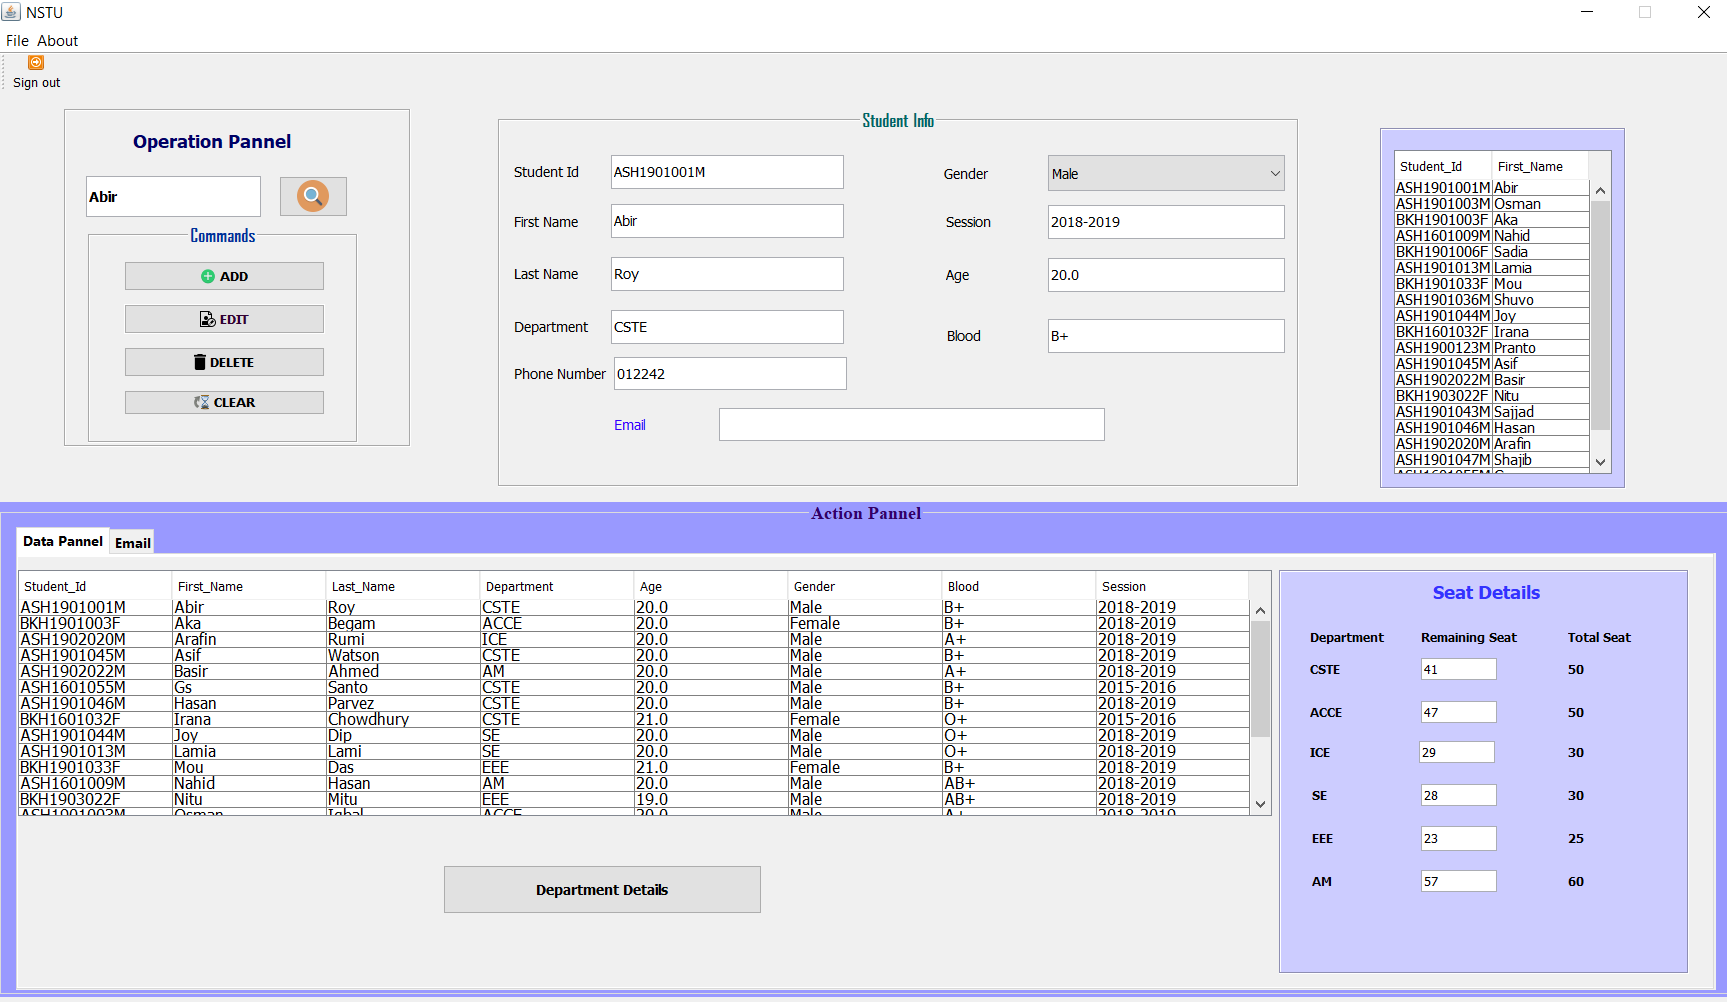 NSTU
File About
Sign out
Operation Pannel
Abir
Commands
ADD
EDIT
DELETE
CLEAR
Student Info
Student Id ASH1901001M Gender Male
First Name Abir Session 2018-2019
Last Name Roy Age 20.0
Department CSTE Blood B+
Phone Number 012242
Email
Student_Id First_Name
ASH1901001M Abir
ASH1901003M Osman
BKH1901003F Aka
ASH1601009M Nahid
BKH1901006F Sadia
ASH1901013M Lamia
BKH1901033F Mou
ASH1901036M Shuvo
ASH1901044M Joy
BKH1601032F Irana
ASH1900123M Pranto
ASH1901045M Asif
ASH1902022M Basir
BKH1903022F Nitu
ASH1901043M Sajjad
ASH1901046M Hasan
ASH1902020M Arafin
ASH1901047M Shajib
Action Pannel
Data Pannel Email
Student_Id First_Name Last_Name Department Age Gender Blood Session
ASH1901001M Abir Roy CSTE 20.0 Male B+ 2018-2019
BKH1901003F Aka Begam ACCE 20.0 Female B+ 2018-2019
ASH1902020M Arafin Rumi ICE 20.0 Male A+ 2018-2019
ASH1901045M Asif Watson CSTE 20.0 Male B+ 2018-2019
ASH1902022M Basir Ahmed AM 20.0 Male A+ 2018-2019
ASH1601055M Gs Santo CSTE 20.0 Male B+ 2015-2016
ASH1901046M Hasan Parvez CSTE 20.0 Male B+ 2018-2019
BKH1601032F Irana Chowdhury CSTE 21.0 Female O+ 2015-2016
ASH1901044M Joy Dip SE 20.0 Male O+ 2018-2019
ASH1901013M Lamia Lami SE 20.0 Male O+ 2018-2019
BKH1901033F Mou Das EEE 21.0 Female B+ 2018-2019
ASH1601009M Nahid Hasan AM 20.0 Male AB+ 2018-2019
BKH1903022F Nitu Mitu EEE 19.0 Male AB+ 2018-2019
ASH1901003M Osman Iqbal ACCE 20.0 Male A+ 2018-2019
Department Details
Seat Details
Department Remaining Seat Total Seat
CSTE 41 50
ACCE 47 50
ICE 29 30
SE 28 30
EEE 23 25
AM 57 60